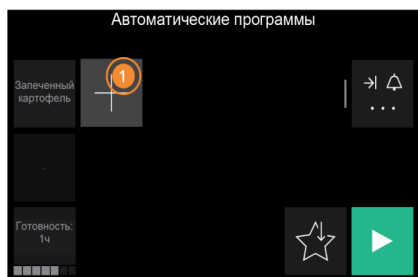 Автоматические программы
1
Запеченный
картофель
-
Готовность:
1ч